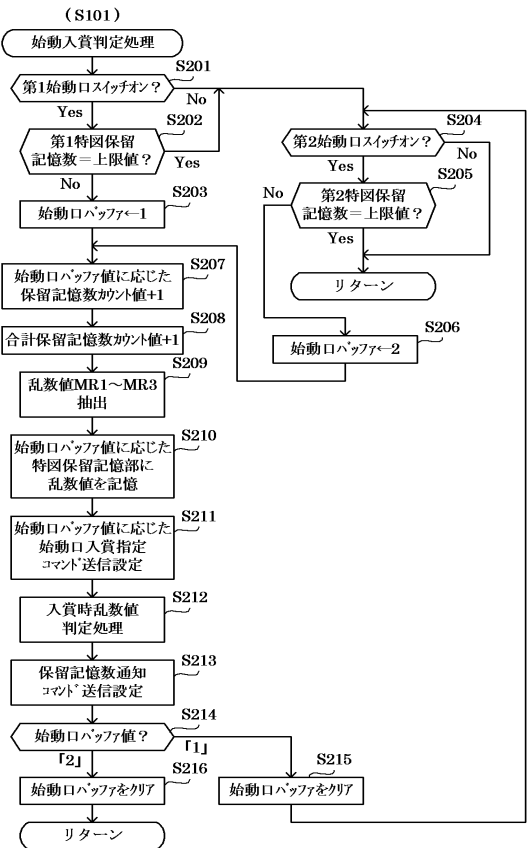 (S101)
始動入賞判定処理
S201
第1始動口スイッチオン?
No
Yes
S202
第1特図保留
記憶数=上限値?
Yes
No
S203
始動口バッファ←1
S204
第2始動口スイッチオン?
No
Yes
S205
No
第2特図保留
記憶数=上限値?
Yes
リターン
S206
始動口バッファ←2
S207
始動口バッファ値に応じた
保留記憶数カウント値+1
S208
合計保留記憶数カウント値+1
S209
乱数値MR1~MR3
抽出
S210
始動口バッファ値に応じた
特図保留記憶部に
乱数値を記憶
S211
始動口バッファ値に応じた
始動口入賞指定
コマンド送信設定
S212
入賞時乱数値
判定処理
S213
保留記憶数通知
コマンド送信設定
S214
始動口バッファ値?
「1」
「2」
S215
始動口バッファをクリア
S216
始動口バッファをクリア
リターン